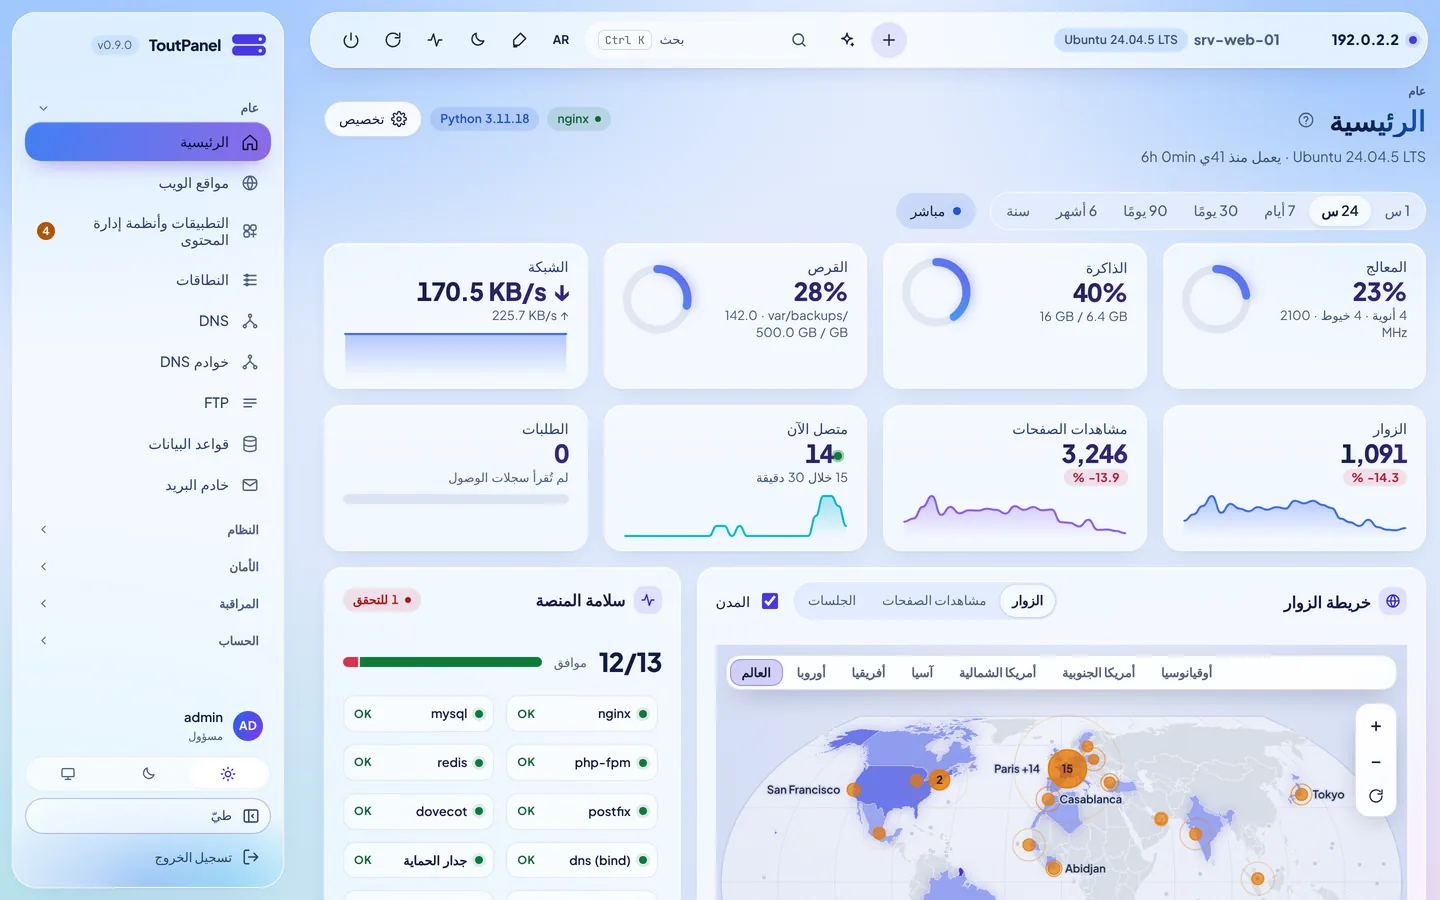 ToutPanel v0.9.0
عام
الرئيسية
مواقع الويب
التطبيقات وأنظمة إدارة
المحتوى
4
النطاقات
DNS
خوادم DNS
FTP
قواعد البيانات
خادم البريد
النظام
الأمان
المراقبة
الحساب
AD
admin
مسؤول
طيّ
تسجيل الخروج
192.0.2.2
srv-web-01
Ubuntu 24.04.5 LTS
بحث
Ctrl K
AR
عام
الرئيسية
Ubuntu 24.04.5 LTS · يعمل منذ 41ي 6h 0min
nginx
Python 3.11.18
تخصيص
1 س
24 س
7 أيام
30 يومًا
90 يومًا
6 أشهر
سنة
مباشر
المعالج
23%
4 أنوية · 4 خيوط · 2100
MHz
الذاكرة
40%
16 GB / 6.4 GB
القرص
28%
142.0 · var/backups/
500.0 GB / GB
الشبكة
170.5 KB/s ↓
225.7 KB/s ↑
الزوار
1,091
% -14.3
مشاهدات الصفحات
3,246
% -13.9
متصل الآن
14
15 خلال 30 دقيقة
الطلبات
0
لم تُقرأ سجلات الوصول
خريطة الزوار
الزوار
مشاهدات الصفحات
الجلسات
المدن
العالم
أوروبا
أفريقيا
آسيا
أمريكا الشمالية
أمريكا الجنوبية
أوقيانوسيا
+
−
San Francisco
2
Paris +14
15
Casablanca
Tokyo
Abidjan
سلامة المنصة
1 للتحقق
12/13
موافق
nginx OK
mysql OK
php-fpm OK
redis OK
postfix OK
dovecot OK
dns (bind) OK
جدار الحماية OK